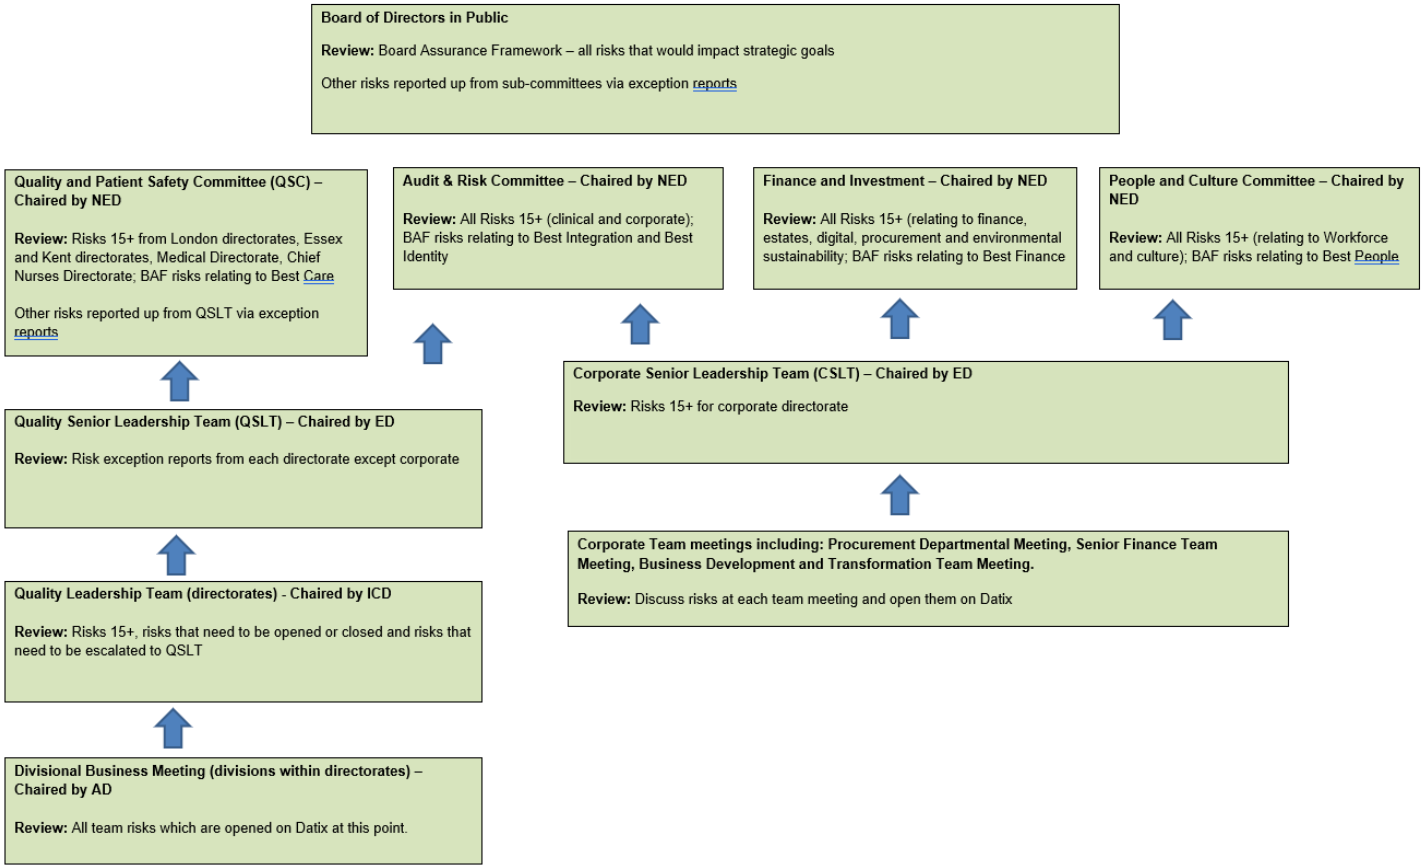 Board of Directors in Public
Review: Board Assurance Framework – all risks that would impact strategic goals
Other risks reported up from sub-committees via exception reports
Quality and Patient Safety Committee (QSC) –
Chaired by NED
Review: Risks 15+ from London directorates, Essex
and Kent directorates, Medical Directorate, Chief
Nurses Directorate; BAF risks relating to Best Care
Other risks reported up from QSLT via exception
reports
Audit & Risk Committee – Chaired by NED
Review: All Risks 15+ (clinical and corporate);
BAF risks relating to Best Integration and Best
Identity
Finance and Investment – Chaired by NED
Review: All Risks 15+ (relating to finance,
estates, digital, procurement and environmental
sustainability; BAF risks relating to Best Finance
People and Culture Committee – Chaired by
NED
Review: All Risks 15+ (relating to Workforce
and culture); BAF risks relating to Best People
Quality Senior Leadership Team (QSLT) – Chaired by ED
Review: Risk exception reports from each directorate except corporate
Corporate Senior Leadership Team (CSLT) – Chaired by ED
Review: Risks 15+ for corporate directorate
Quality Leadership Team (directorates) - Chaired by ICD
Review: Risks 15+, risks that need to be opened or closed and risks that
need to be escalated to QSLT
Corporate Team meetings including: Procurement Departmental Meeting, Senior Finance Team
Meeting, Business Development and Transformation Team Meeting.
Review: Discuss risks at each team meeting and open them on Datix
Divisional Business Meeting (divisions within directorates) –
Chaired by AD
Review: All team risks which are opened on Datix at this point.